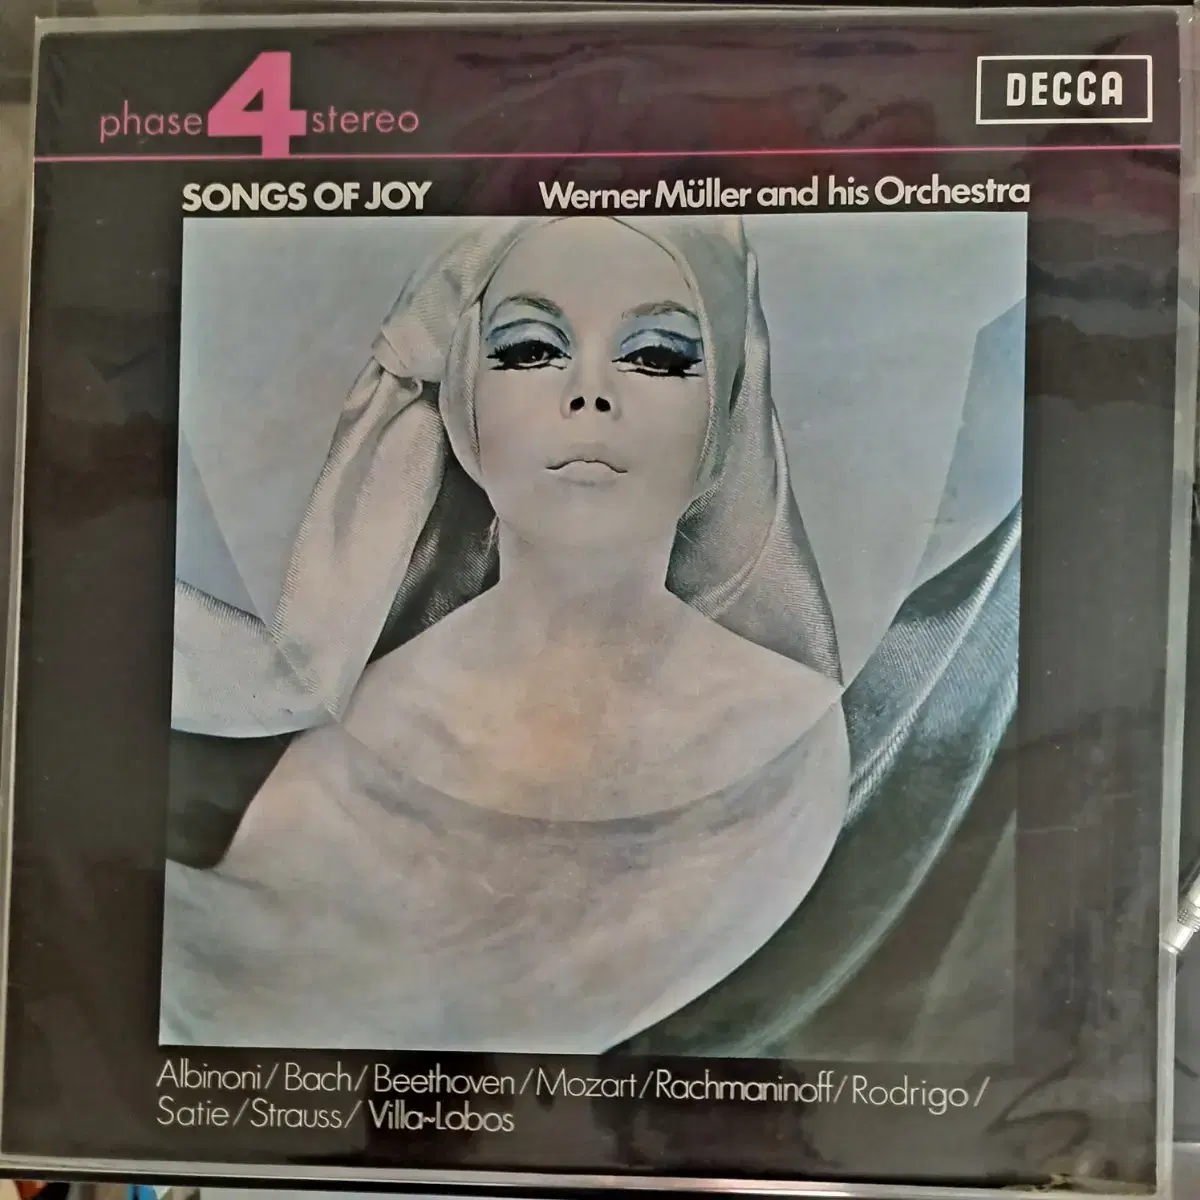 phase 4 stereo
DECCA
SONGS OF JOY Werner Müller and his Orchestra
Albinoni/Bach/Beethoven/Mozart/Rachmaninoff/Rodrigo/
Satie/Strauss/Villa~Lobos